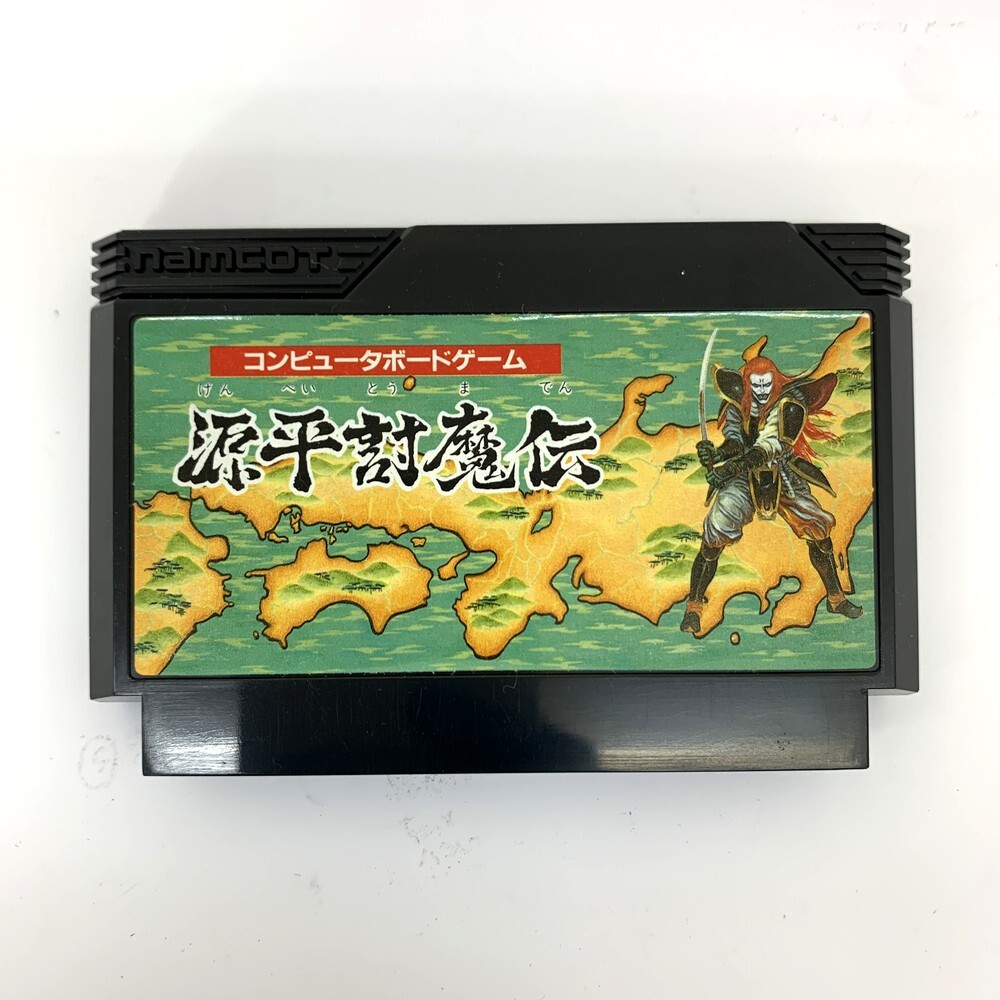 namcot
コンピュータボードゲーム
げん ぺい とう ま でん
源平討魔伝